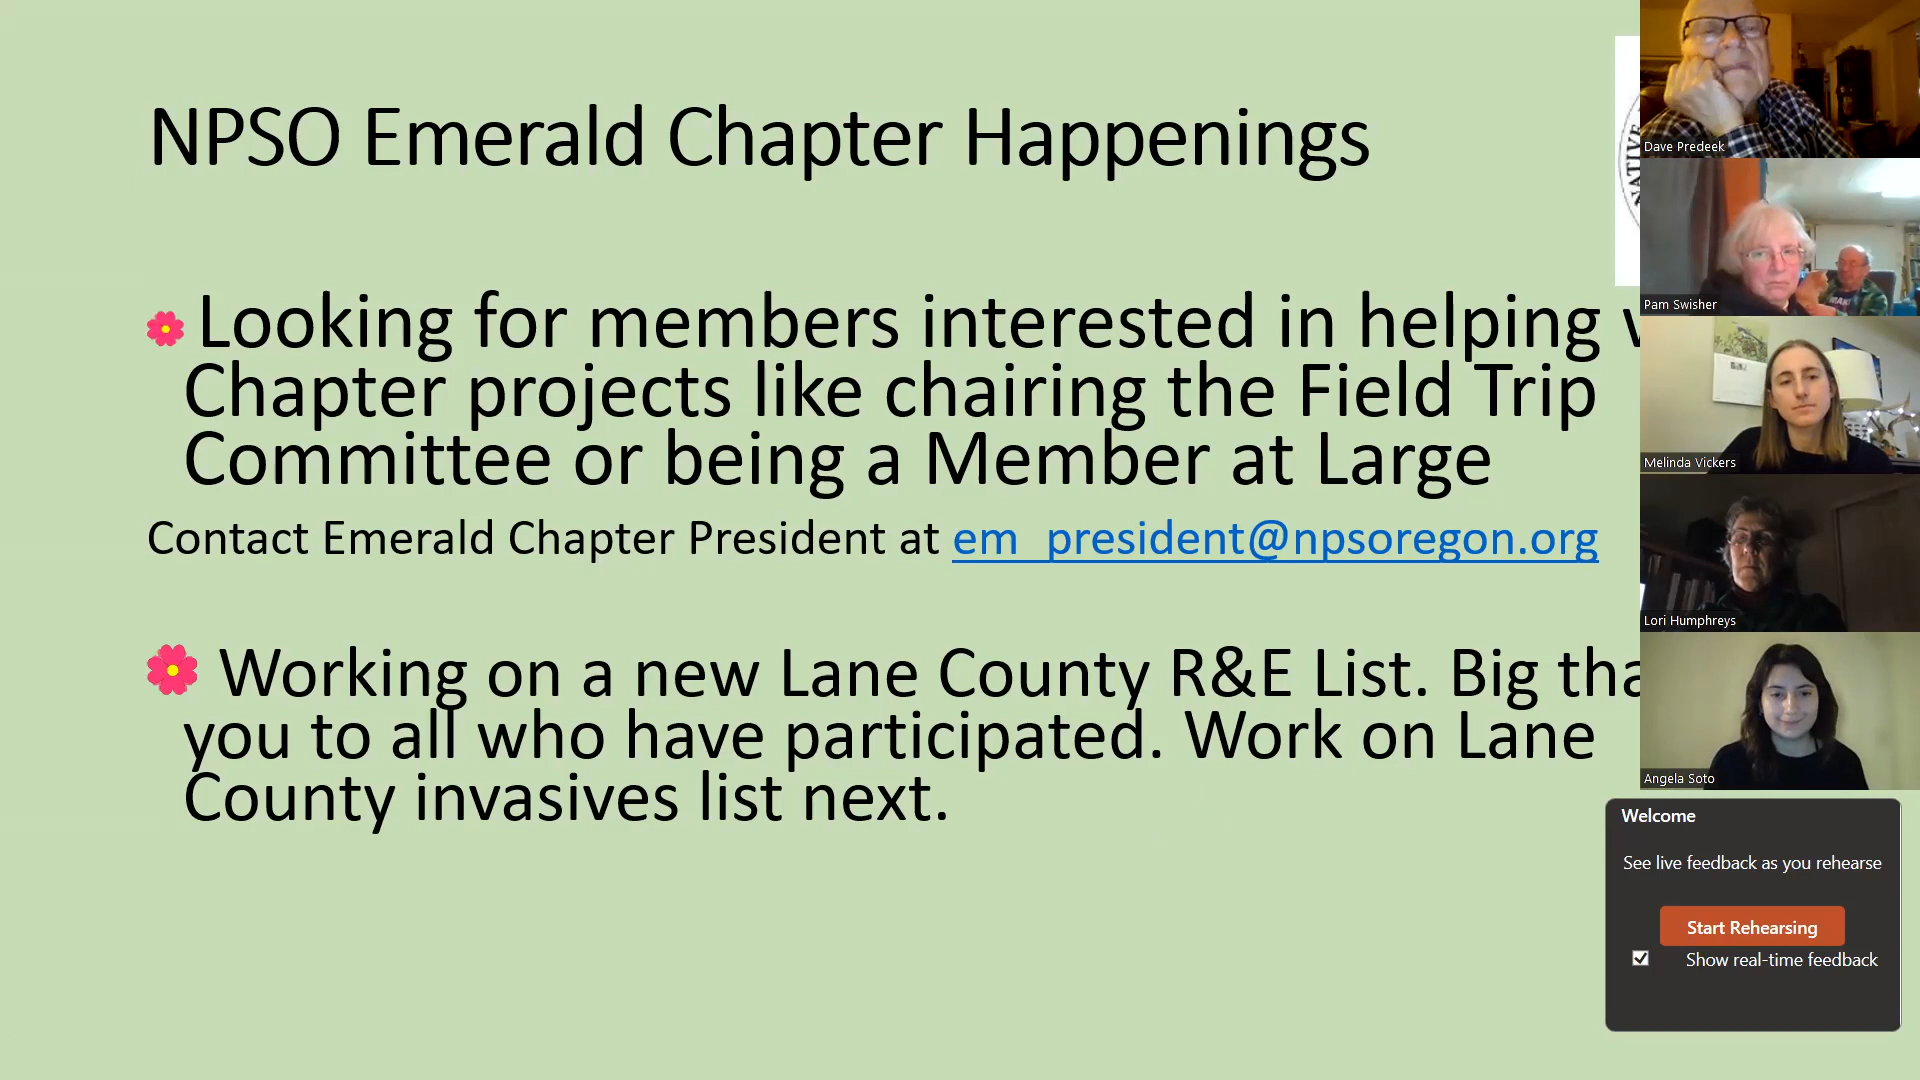 NPSO Emerald Chapter Happenings
Looking for members interested in helping
Chapter projects like chairing the Field Trip
Committee or being a Member at Large
Contact Emerald Chapter President at em_president@npsoregon.org
Working on a new Lane County R&E List. Big
you to all who have participated. Work on Lane
County invasives list next.
NATIVE
Dave Predeek
Pam Swisher
Melinda Vickers
Lori Humphreys
Angela Soto
Welcome
See live feedback as you rehearse
Start Rehearsing
Show real-time feedback